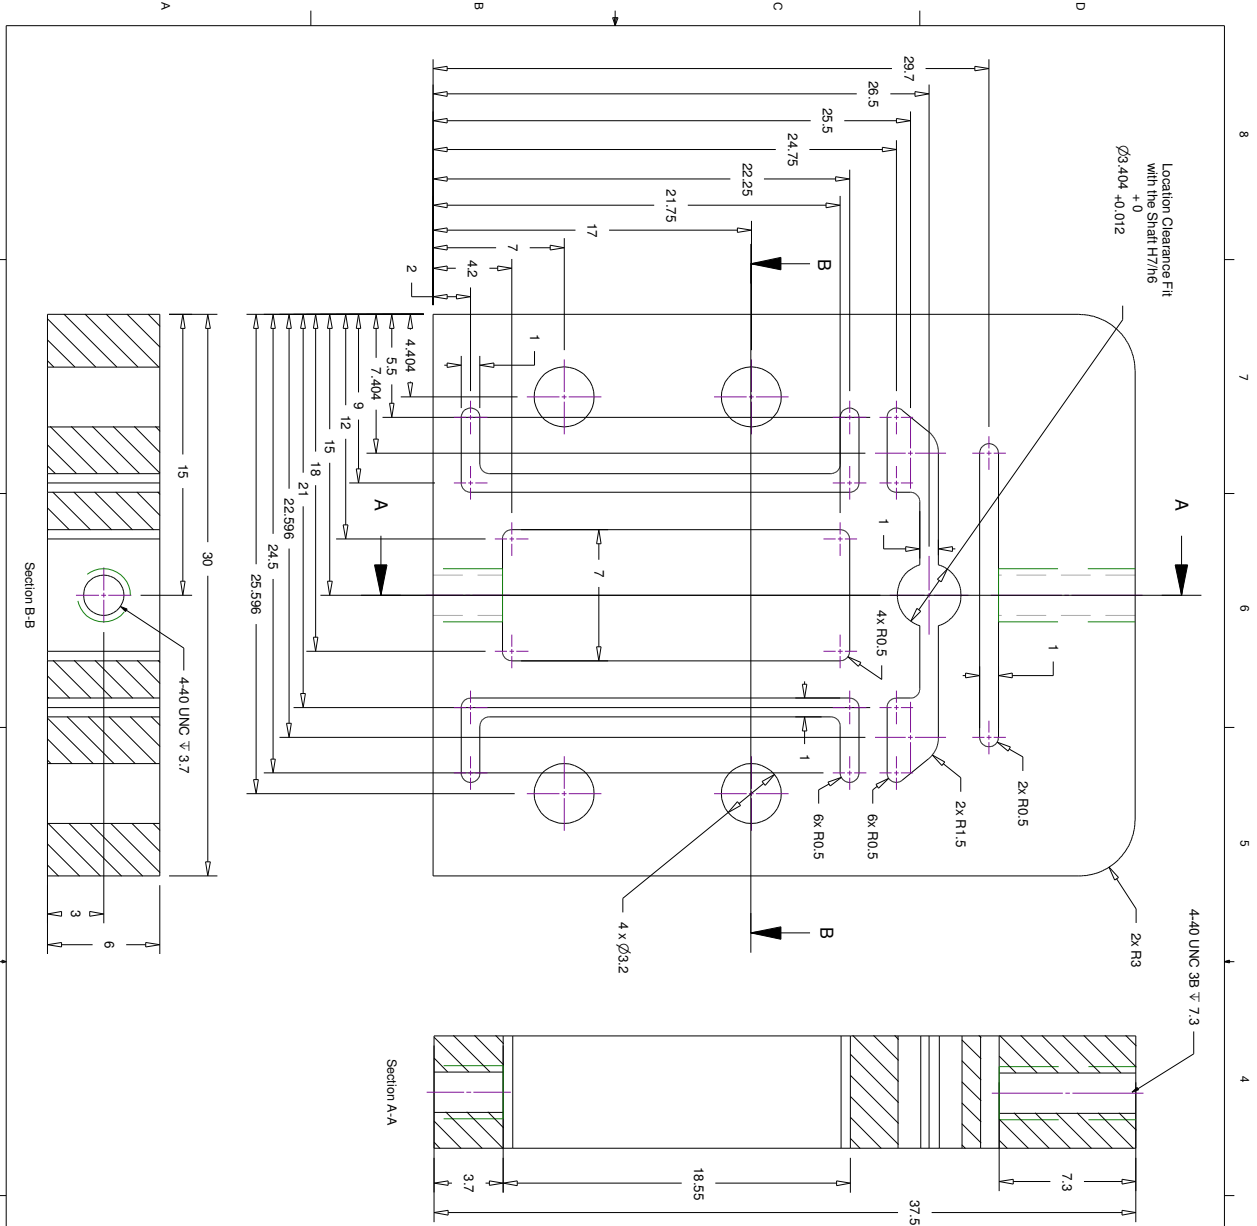 A
B
C
D
8
7
6
5
4
29.7
26.5
25.5
24.75
22.25
21.75
17
7
4.2
2
Location Clearance Fit
with the Shaft H7/h6
+ 0
Ø3.404 +0.012
B
B
A
A
1
4.404
5.5
7.404
9
12
15
18
21
22.596
24.5
25.596
1
7
4x R0.5
1
1
2x R0.5
2x R1.5
6x R0.5
6x R0.5
4 x Ø3.2
2x R3
4-40 UNC 3B ↧ 7.3
15
30
4-40 UNC ↧ 3.7
3
6
Section B-B
Section A-A
3.7
18.55
7.3
37.5